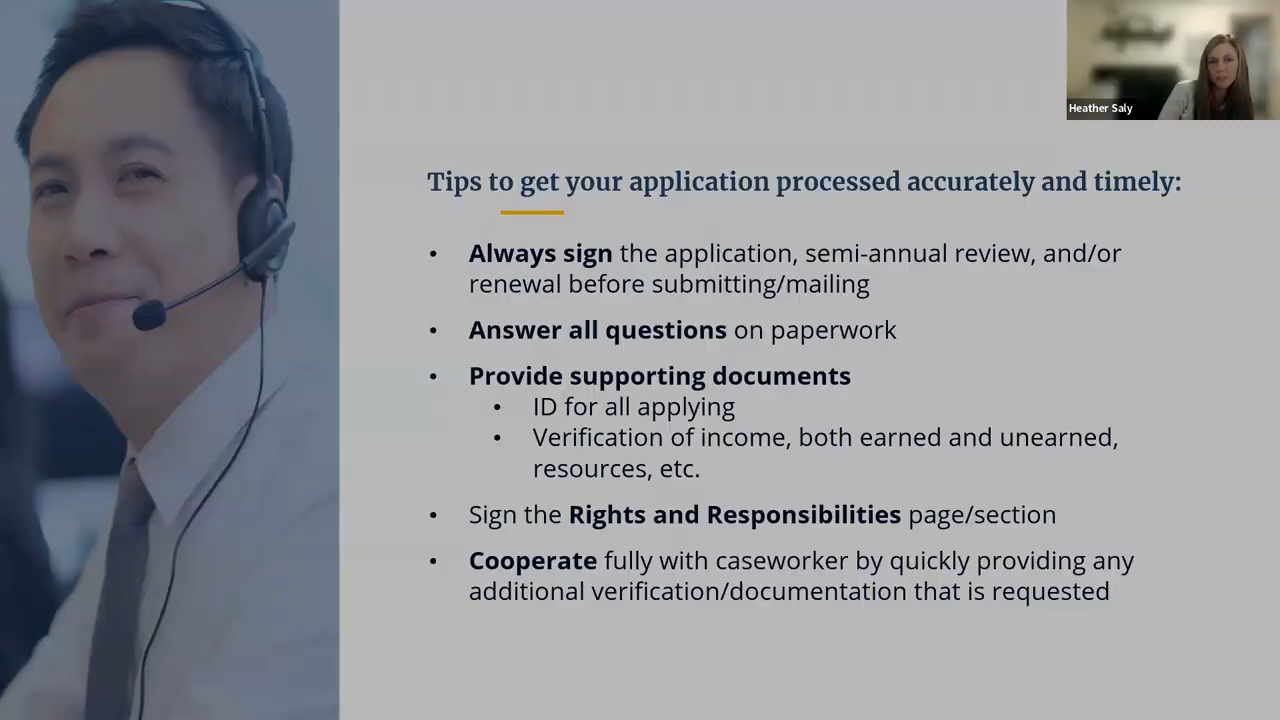 Heather Saly
Tips to get your application processed accurately and timely:
• Always sign the application, semi-annual review, and/or
renewal before submitting/mailing
• Answer all questions on paperwork
• Provide supporting documents
• ID for all applying
• Verification of income, both earned and unearned,
resources, etc.
• Sign the Rights and Responsibilities page/section
• Cooperate fully with caseworker by quickly providing any
additional verification/documentation that is requested